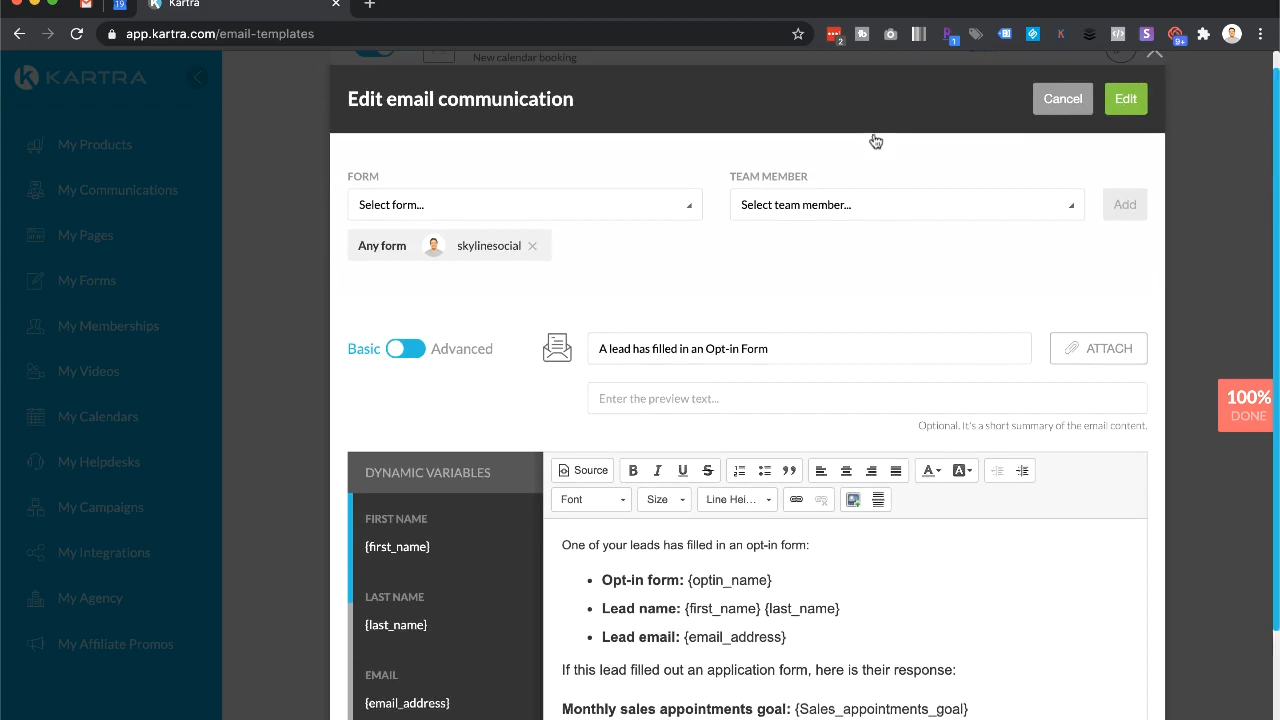 Kartra
19
app.kartra.com/email-templates
2
1
9+
New calendar booking
KARTRA
Edit email communication
Cancel
Edit
My Products
My Communications
My Pages
My Forms
My Memberships
My Videos
My Calendars
My Helpdesks
My Campaigns
My Integrations
My Agency
My Affiliate Promos
FORM
TEAM MEMBER
Select form...
Select team member...
Add
Any form
skylinesocial
Basic
Advanced
A lead has filled in an Opt-in Form
ATTACH
Enter the preview text...
Optional. It's a short summary of the email content.
100%
DONE
DYNAMIC VARIABLES
Source
B I U S
A A
Font
Size
Line Hei...
FIRST NAME
{first_name}
LAST NAME
{last_name}
EMAIL
{email_address}
One of your leads has filled in an opt-in form:
• Opt-in form: {optin_name}
• Lead name: {first_name} {last_name}
• Lead email: {email_address}
If this lead filled out an application form, here is their response:
Monthly sales appointments goal: {Sales_appointments_goal}